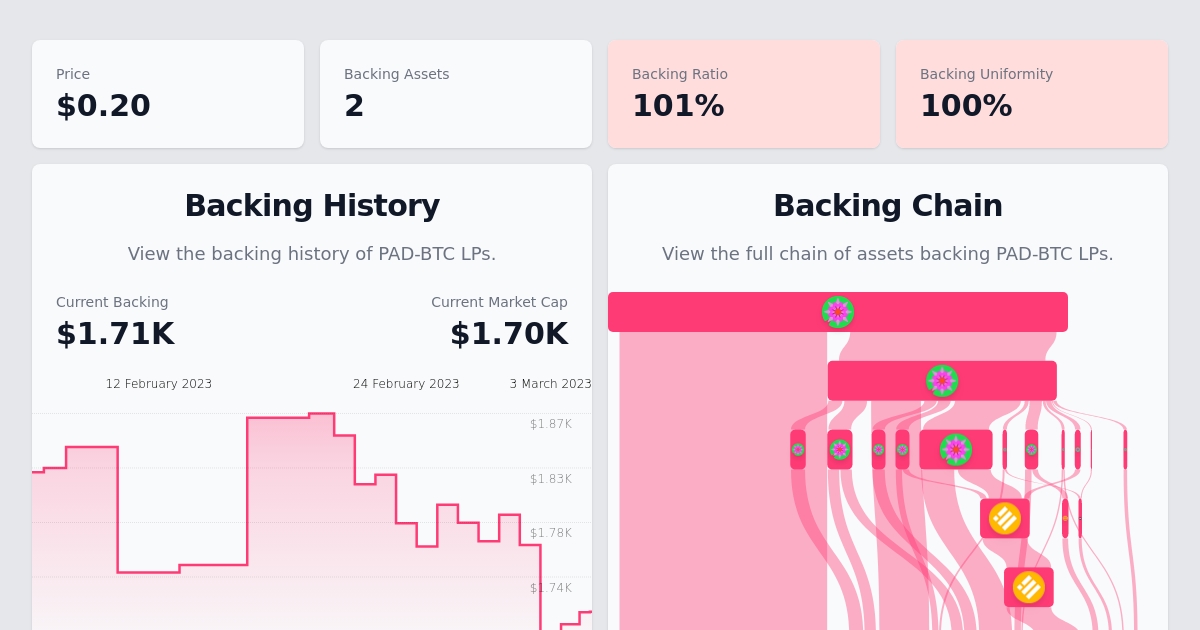 Price
$0.20
Backing Assets
2
Backing Ratio
101%
Backing Uniformity
100%
Backing History
View the backing history of PAD-BTC LPs.
Current Backing
$1.71K
Current Market Cap
$1.70K
12 February 2023
24 February 2023
3 March 2023
$1.87K
$1.83K
$1.78K
$1.74K
Backing Chain
View the full chain of assets backing PAD-BTC LPs.